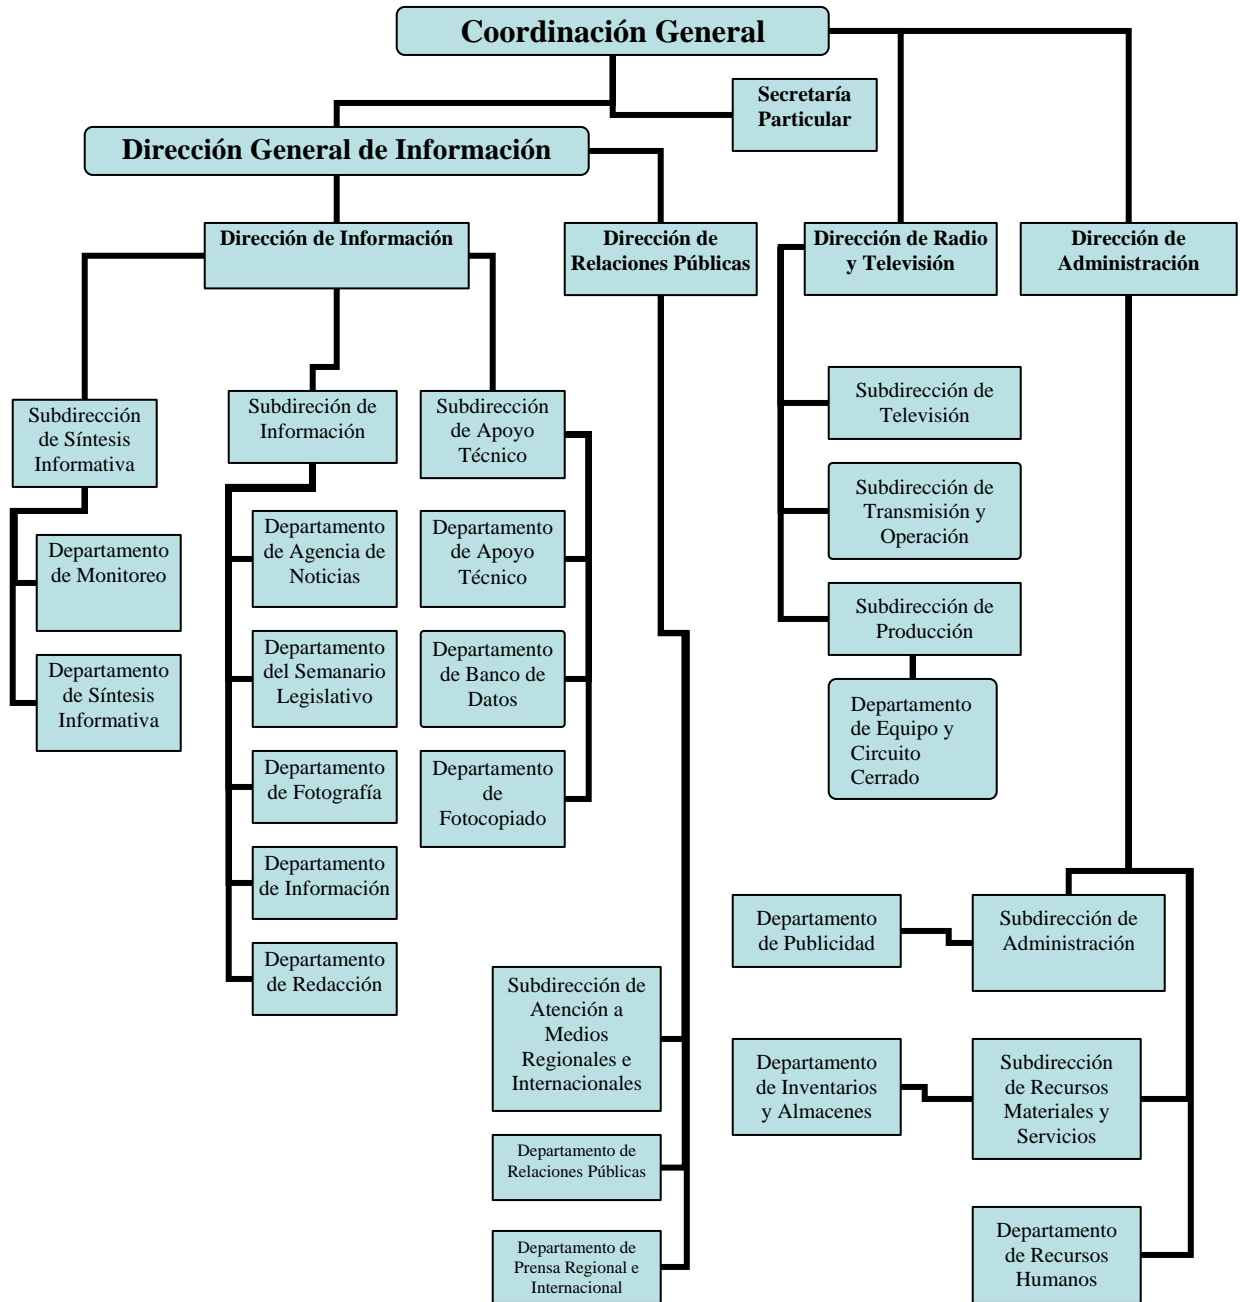 Coordinación General
Secretaría
Particular
Dirección General de Información
Dirección de Información
Dirección de
Relaciones Públicas
Dirección de Radio
y Televisión
Dirección de
Administración
Subdirección
de Síntesis
Informativa
Departamento
de Monitoreo
Departamento
de Síntesis
Informativa
Subdireción de
Información
Departamento
de Agencia de
Noticias
Departamento
del Semanario
Legislativo
Departamento
de Fotografía
Departamento
de Información
Departamento
de Redacción
Subdirección
de Apoyo
Técnico
Departamento
de Apoyo
Técnico
Departamento
de Banco de
Datos
Departamento
de
Fotocopiado
Subdirección de
Atención a
Medios
Regionales e
Internacionales
Departamento de
Relaciones Públicas
Departamento de
Prensa Regional e
Internacional
Subdirección de
Televisión
Subdirección de
Transmisión y
Operación
Subdirección de
Producción
Departamento
de Equipo y
Circuito
Cerrado
Departamento
de Publicidad
Subdirección de
Administración
Departamento
de Inventarios
y Almacenes
Subdirección
de Recursos
Materiales y
Servicios
Departamento
de Recursos
Humanos